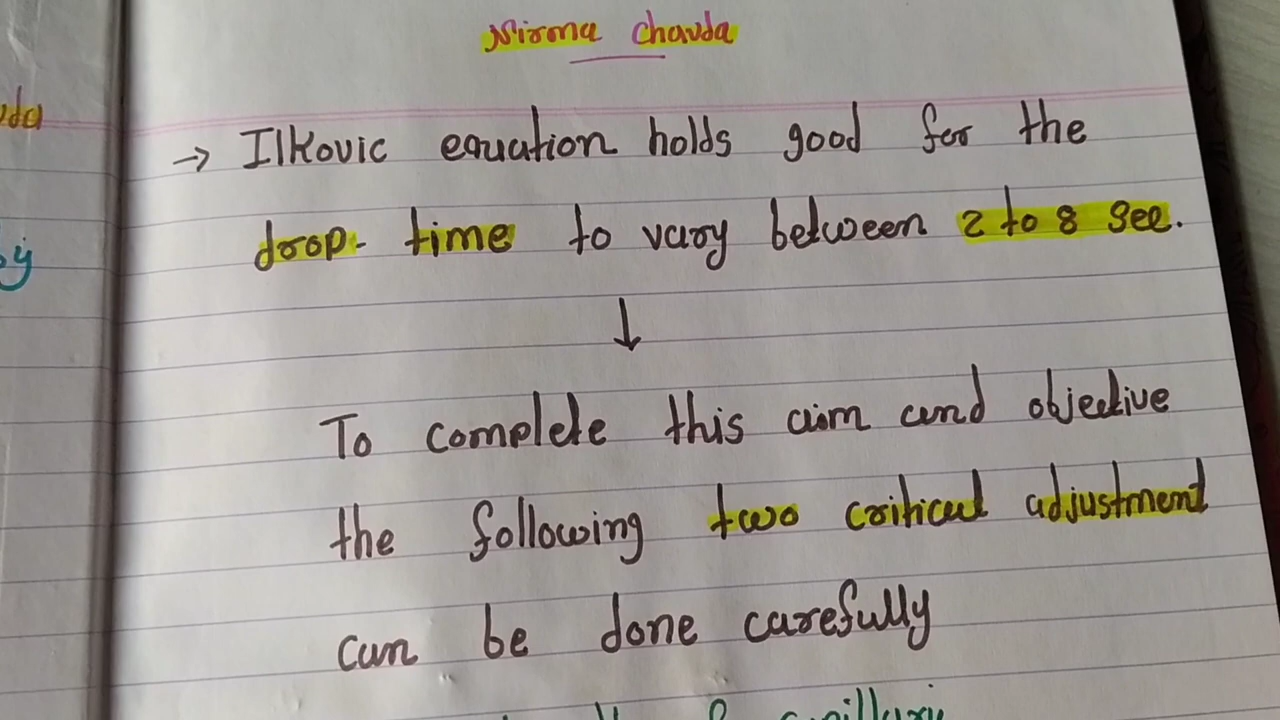 Nirma Chavda
→ Ilkovic equation holds good for the
drop- time to vary between 2 to 8 sec.
↓
To complete this aim and objective
the following two critical adjustment
can be done carefully